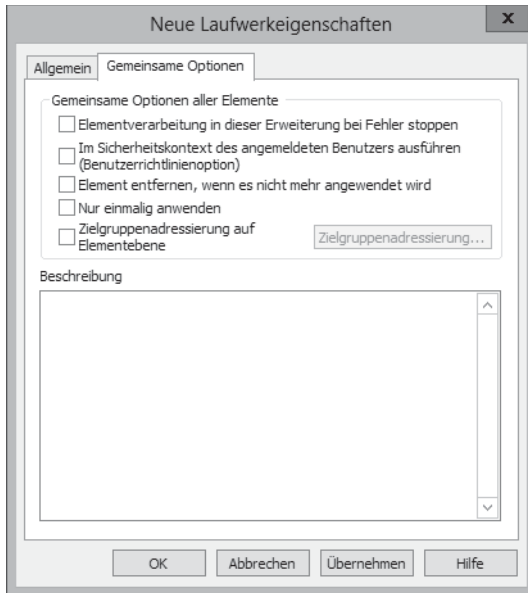 Neue Laufwerkeigenschaften
x
Allgemein
Gemeinsame Optionen
Gemeinsame Optionen aller Elemente
Elementverarbeitung in dieser Erweiterung bei Fehler stoppen
Im Sicherheitskontext des angemeldeten Benutzers ausführen
(Benutzerrichtlinienoption)
Element entfernen, wenn es nicht mehr angewendet wird
Nur einmalig anwenden
Zielgruppenadressierung auf
Elementebene
Zielgruppenadressierung...
Beschreibung
OK
Abbrechen
Übernehmen
Hilfe